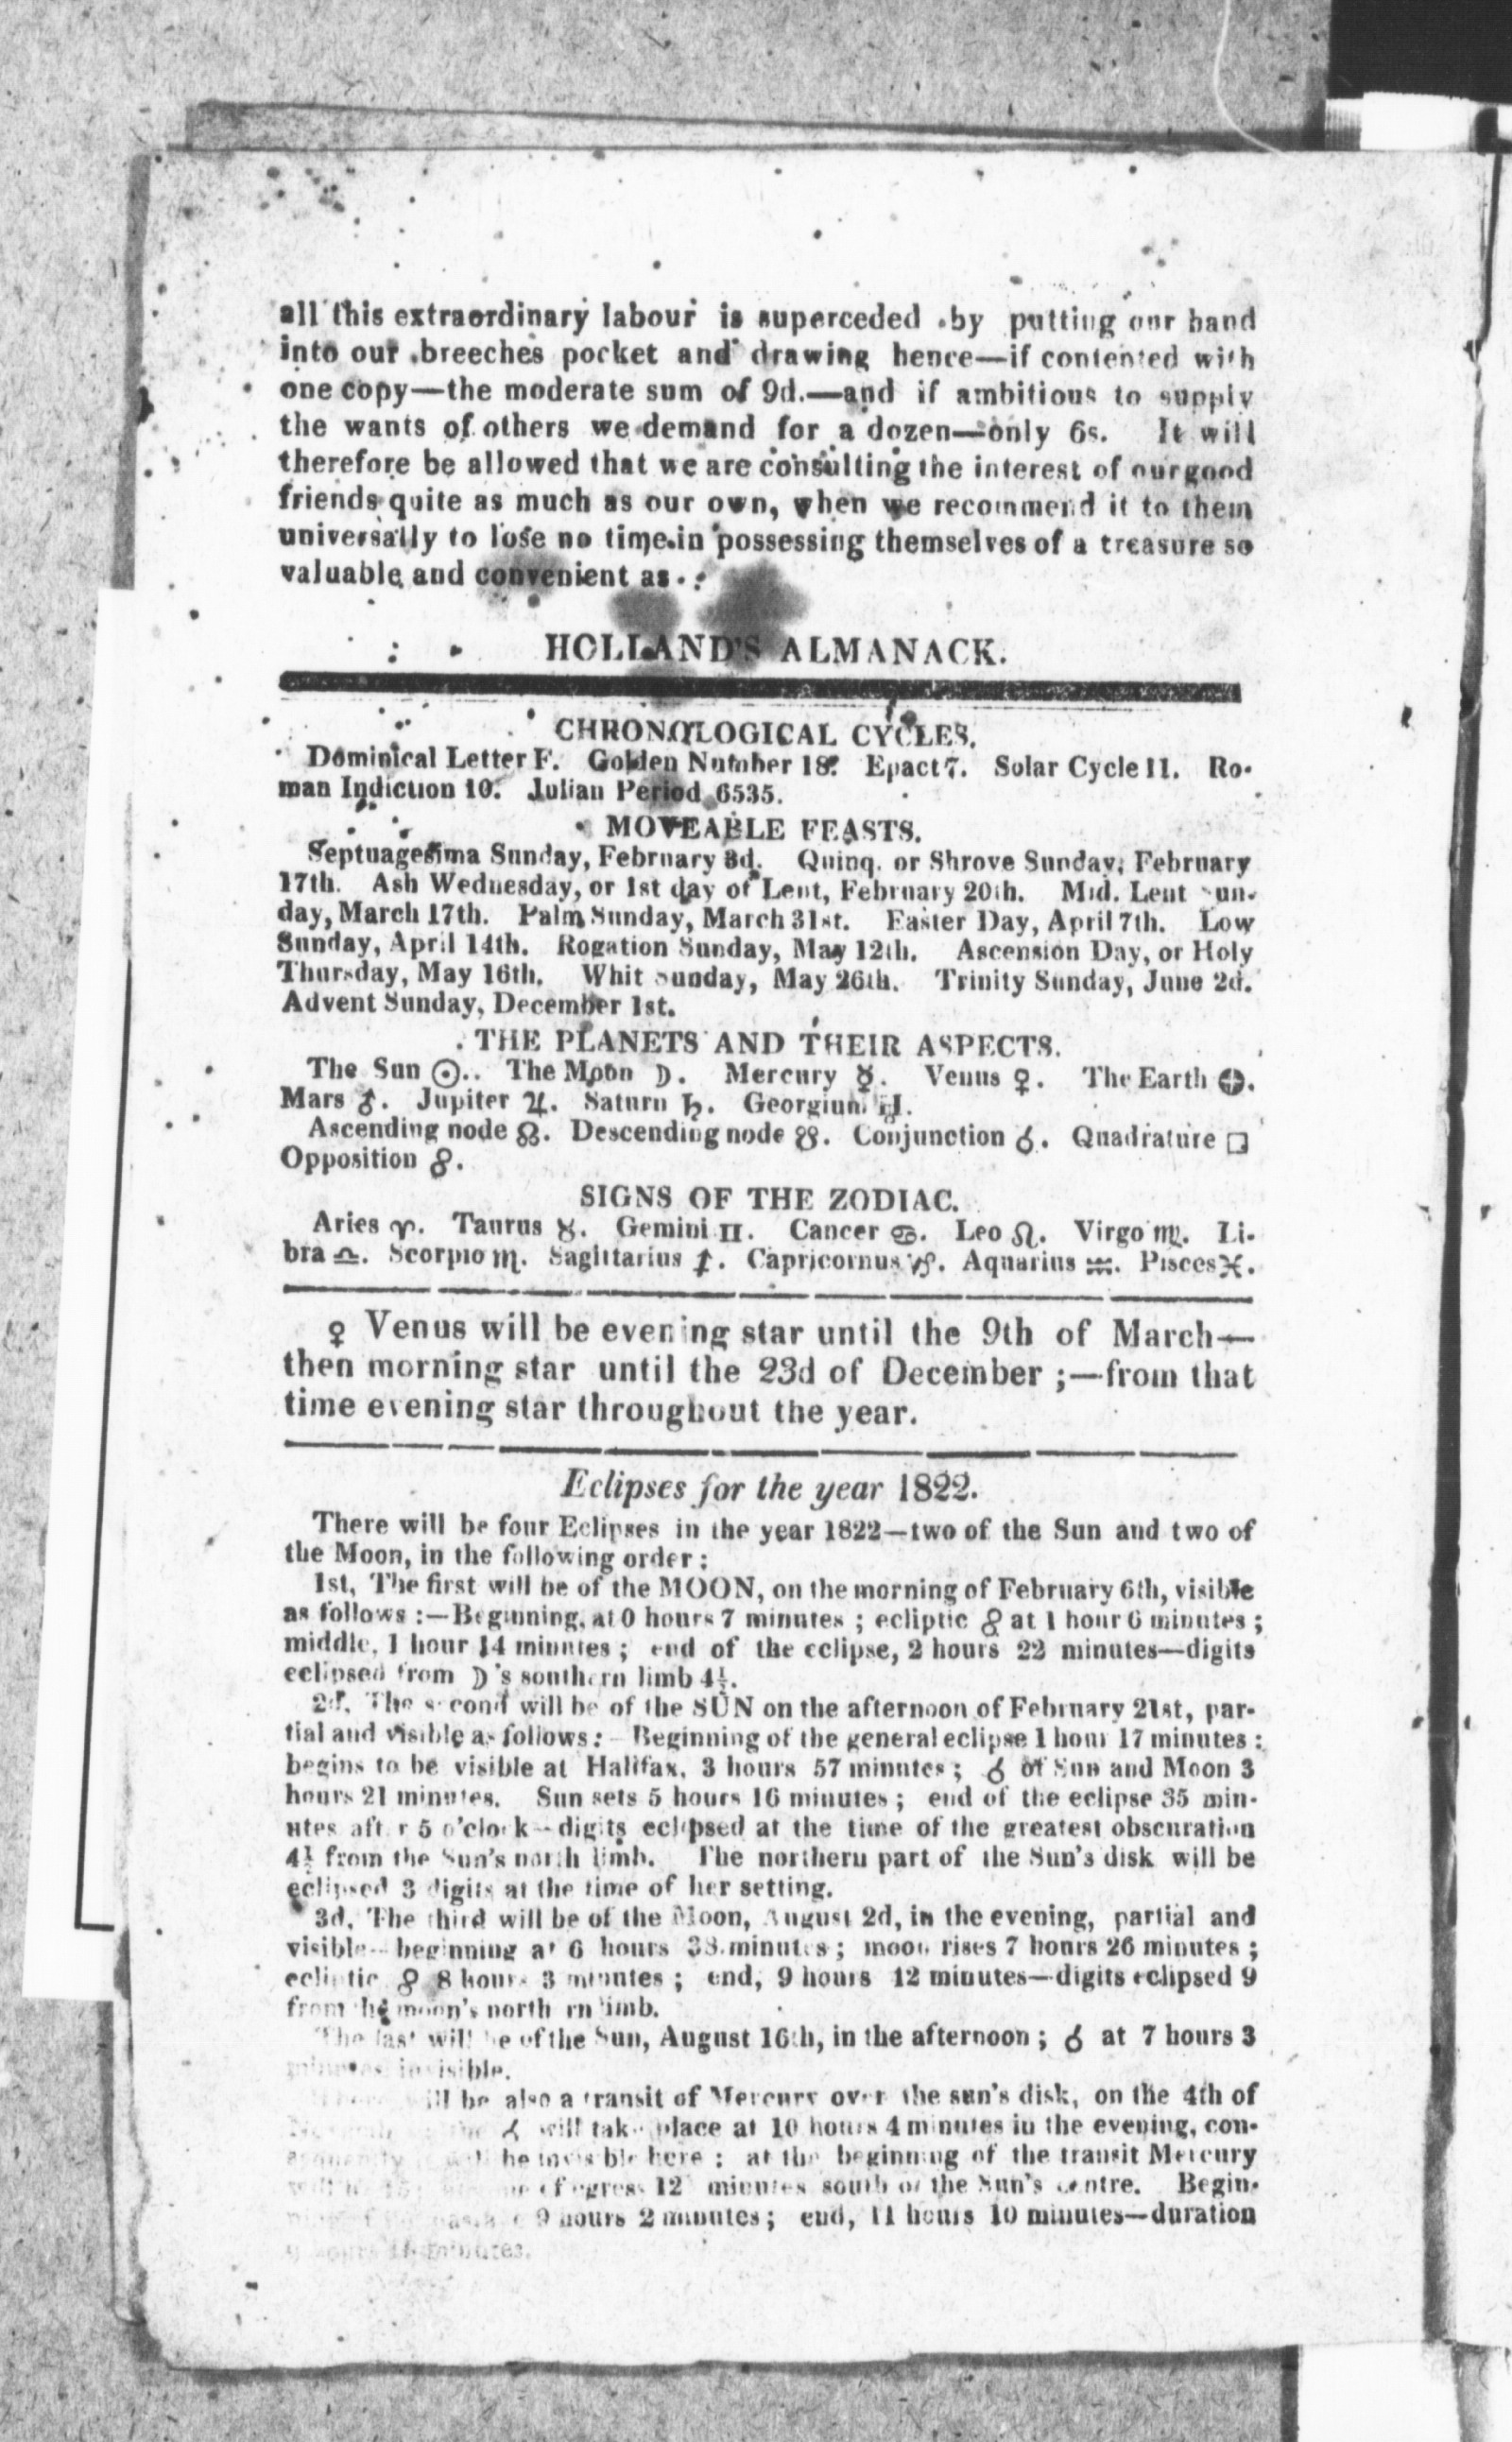 all this extraordinary labour is superceded by putting our hand
into our breeches pocket and drawing hence—if contented with
one copy—the moderate sum of 9d.—and if ambitious to supply
the wants of others we demand for a dozen—only 6s. It will
therefore be allowed that we are consulting the interest of our good
friends quite as much as our own, when we recommend it to them
universally to lose no time in possessing themselves of a treasure so
valuable and convenient as
HOLLAND'S ALMANACK.
CHRONOLOGICAL CYCLES.
Dominical Letter F. Golden Number 18. Epact 7. Solar Cycle 11. Ro-
man Indiction 10. Julian Period 6535.
MOVEABLE FEASTS.
Septuagesima Sunday, February 3d. Quinq. or Shrove Sunday, February
17th. Ash Wednesday, or 1st day of Lent, February 20th. Mid. Lent Sun-
day, March 17th. Palm Sunday, March 31st. Easter Day, April 7th. Low
Sunday, April 14th. Rogation Sunday, May 12th. Ascension Day, or Holy
Thursday, May 16th. Whit Sunday, May 26th. Trinity Sunday, June 2d.
Advent Sunday, December 1st.
THE PLANETS AND THEIR ASPECTS.
The Sun ☉. The Moon ☽. Mercury ☿. Venus ♀. The Earth ⊕.
Mars ♂. Jupiter ♃. Saturn ♄. Georgium ♅.
Ascending node ☊. Descending node ☋. Conjunction ☌. Quadrature □
Opposition ☍.
SIGNS OF THE ZODIAC.
Aries ♈. Taurus ♉. Gemini ♊. Cancer ♋. Leo ♌. Virgo ♍. Li-
bra ♎. Scorpio ♏. Sagittarius ♐. Capricornus ♑. Aquarius ♒. Pisces ♓.
♀ Venus will be evening star until the 9th of March—
then morning star until the 23d of December ;—from that
time evening star throughout the year.
Eclipses for the year 1822.
There will be four Eclipses in the year 1822—two of the Sun and two of
the Moon, in the following order:
1st, The first will be of the MOON, on the morning of February 6th, visible
as follows :—Beginning, at 0 hours 7 minutes ; ecliptic ☍ at 1 hour 6 minutes ;
middle, 1 hour 14 minutes ; end of the eclipse, 2 hours 22 minutes—digits
eclipsed from ☽'s southern limb 4½.
2d, The second will be of the SUN on the afternoon of February 21st, par-
tial and visible as follows:—Beginning of the general eclipse 1 hour 17 minutes :
begins to be visible at Halifax, 3 hours 57 minutes ; ☌ of Sun and Moon 3
hours 21 minutes. Sun sets 5 hours 16 minutes ; end of the eclipse 35 min-
utes after 5 o'clock—digits eclipsed at the time of the greatest obscuration
4½ from the Sun's north limb. The northern part of the Sun's disk will be
eclipsed 3 digits at the time of her setting.
3d, The third will be of the Moon, August 2d, in the evening, partial and
visible—beginning at 6 hours 38 minutes ; moon rises 7 hours 26 minutes ;
ecliptic ☍ 8 hours 3 minutes ; end, 9 hours 12 minutes—digits eclipsed 9
from the moon's northern limb.
The last will be of the Sun, August 16th, in the afternoon ; ☌ at 7 hours 3
minutes invisible.
will be also a transit of Mercury over the sun's disk, on the 4th of
the ☌ will take place at 10 hours 4 minutes in the evening, con-
be invisible here : at the beginning of the transit Mercury
of egress 12 minutes south of the Sun's centre. Begin-
9 hours 2 minutes ; end, 11 hours 10 minutes—duration
minutes.